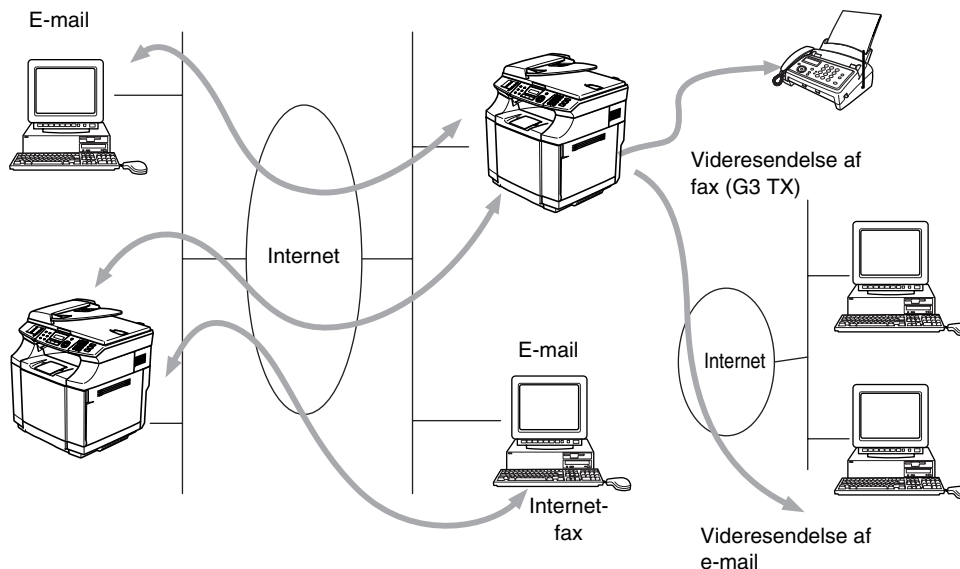 E-mail
Videresendelse af
fax (G3 TX)
Internet
E-mail
Internet
Internet-
fax
Videresendelse af
e-mail